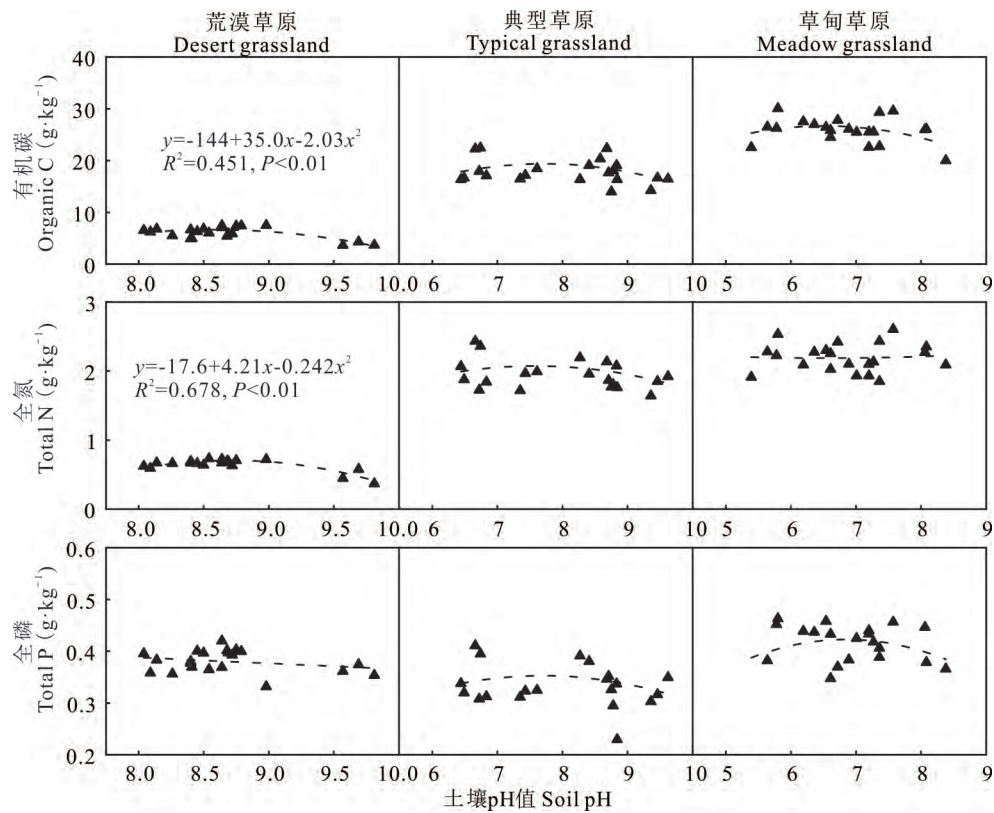 荒漠草原 典型草原 草甸草原
Desert grassland Typical grassland Meadow grassland
有机碳
Organic C (g·kg⁻¹)
40
30
20
10
0
y=-144+35.0x-2.03x²
R²=0.451, P<0.01
8.0 8.5 9.0 9.5 10.0 6 7 8 9 10 5 6 7 8 9
全氮
Total N (g·kg⁻¹)
3
2
1
0
y=-17.6+4.21x-0.242x²
R²=0.678, P<0.01
8.0 8.5 9.0 9.5 10.0 6 7 8 9 10 5 6 7 8 9
全磷
Total P (g·kg⁻¹)
0.6
0.5
0.4
0.3
0.2
8.0 8.5 9.0 9.5 10.0 6 7 8 9 10 5 6 7 8 9
土壤pH值 Soil pH